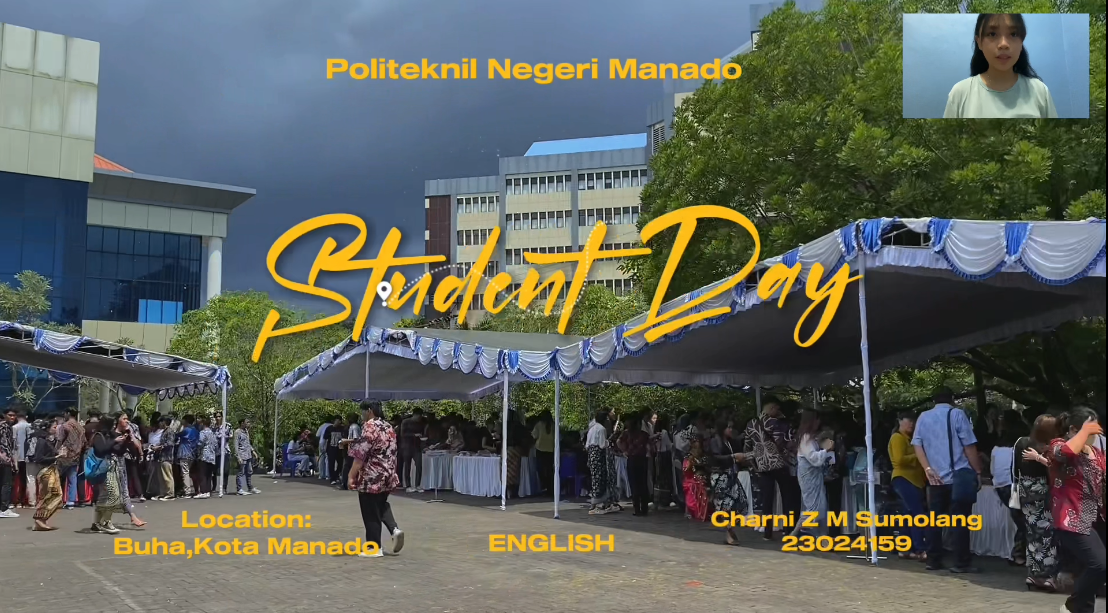 Politeknil Negeri Manado
Student Day
Location:
Buha,Kota Manado
ENGLISH
Charni Z M Sumolang
23024159